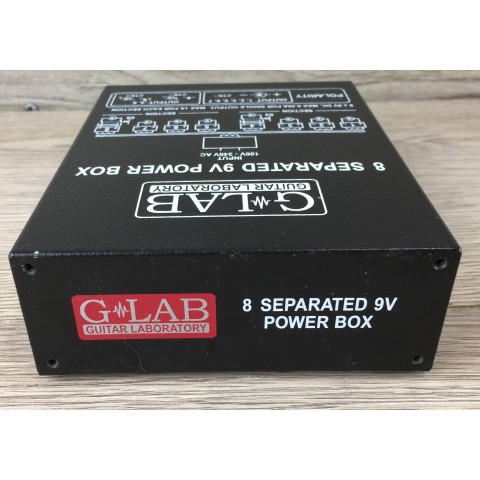 G LAB
GUITAR LABORATORY
8 SEPARATED 9V
POWER BOX
G LAB
GUITAR LABORATORY
8 SEPARATED 9V POWER BOX
INPUT
100V - 240V AC
SECTION
SECTION
POLARITY